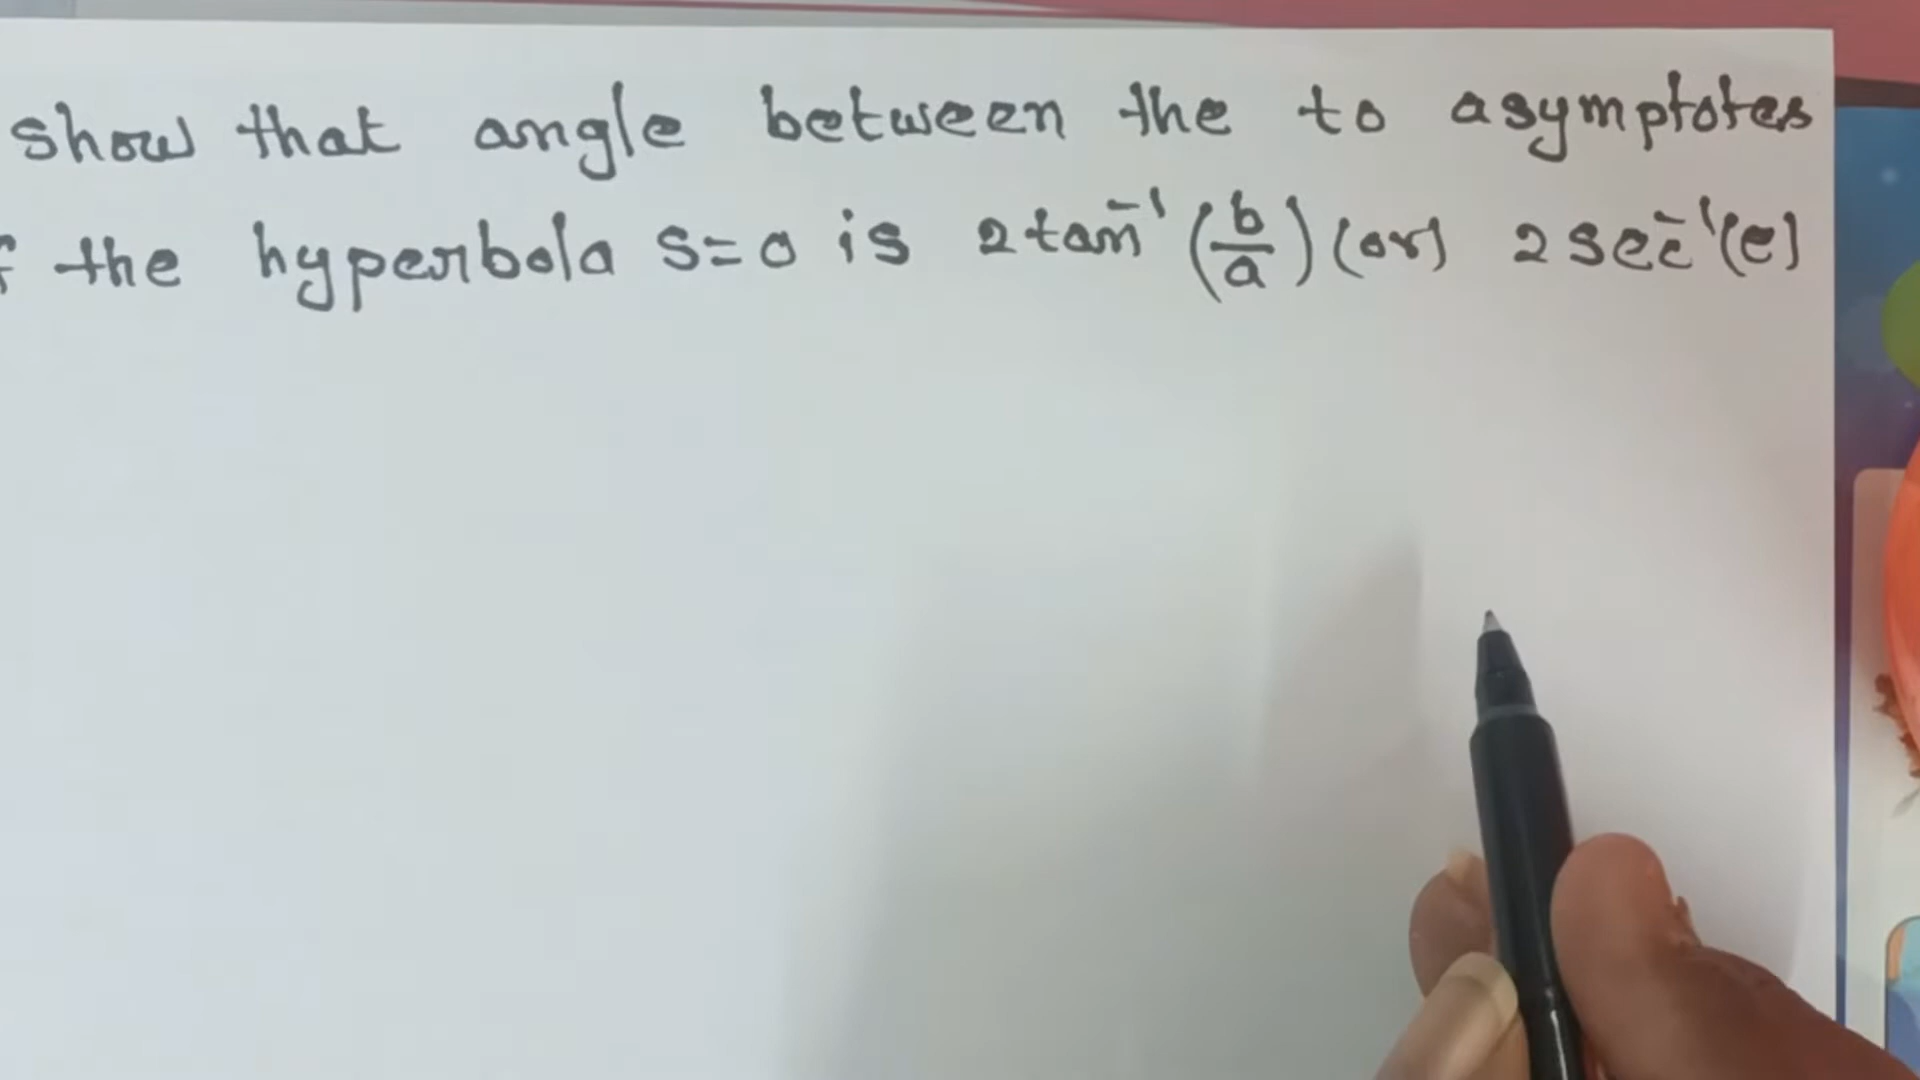 show that angle between the to asymptotes
f the hyperbola S=0 is 2tan⁻¹(b/a) (or) 2sec⁻¹(e)